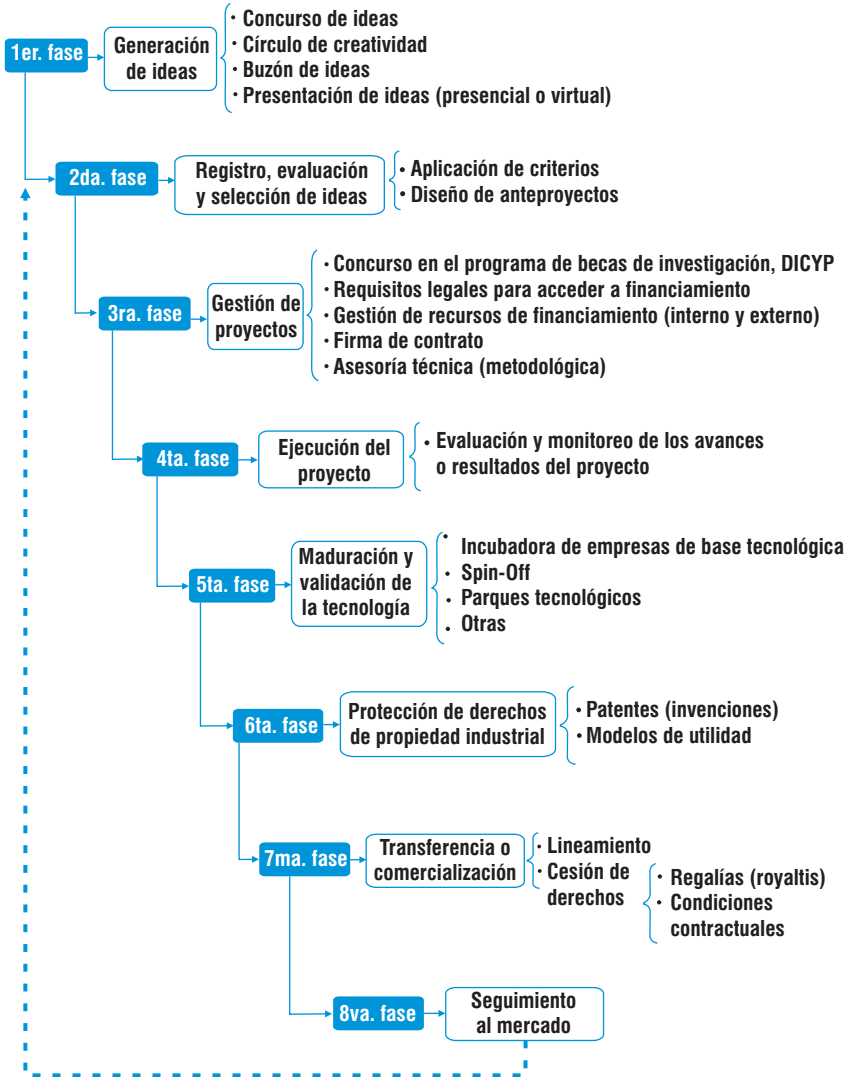 1er. fase
Generación
de ideas
· Concurso de ideas
· Círculo de creatividad
· Buzón de ideas
· Presentación de ideas (presencial o virtual)
2da. fase
Registro, evaluación
y selección de ideas
· Aplicación de criterios
· Diseño de anteproyectos
3ra. fase
Gestión de
proyectos
· Concurso en el programa de becas de investigación, DICYP
· Requisitos legales para acceder a financiamiento
· Gestión de recursos de financiamiento (interno y externo)
· Firma de contrato
· Asesoría técnica (metodológica)
4ta. fase
Ejecución del
proyecto
· Evaluación y monitoreo de los avances
o resultados del proyecto
5ta. fase
Maduración y
validación de
la tecnología
· Incubadora de empresas de base tecnológica
· Spin-Off
· Parques tecnológicos
· Otras
6ta. fase
Protección de derechos
de propiedad industrial
· Patentes (invenciones)
· Modelos de utilidad
7ma. fase
Transferencia o
comercialización
· Lineamiento
· Cesión de
derechos
· Regalías (royaltis)
· Condiciones
contractuales
8va. fase
Seguimiento
al mercado